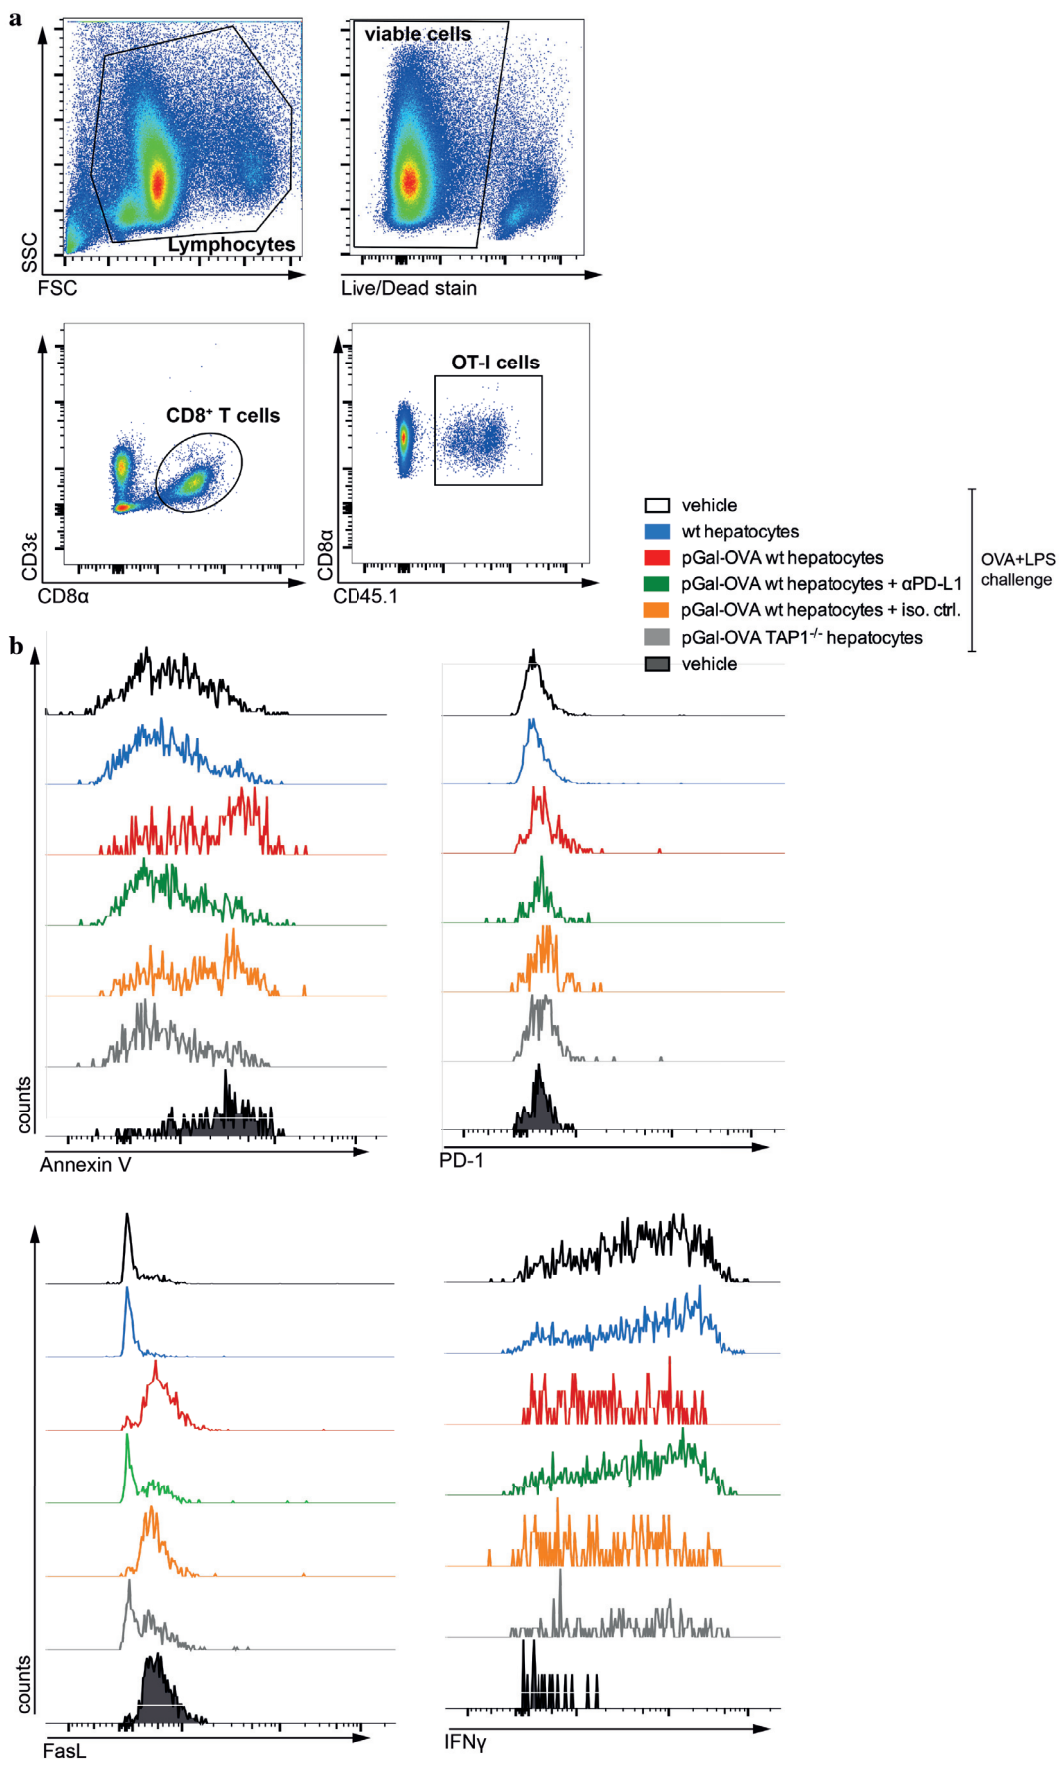 a
viable cells
Lymphocytes
SSC
FSC
Live/Dead stain
CD8⁺ T cells
OT-I cells
CD3ε
CD8α
CD8α
CD45.1
vehicle
wt hepatocytes
pGal-OVA wt hepatocytes
pGal-OVA wt hepatocytes + αPD-L1
pGal-OVA wt hepatocytes + iso. ctrl.
pGal-OVA TAP1⁻/⁻ hepatocytes
vehicle
OVA+LPS
challenge
b
counts
Annexin V
PD-1
counts
FasL
IFNγ